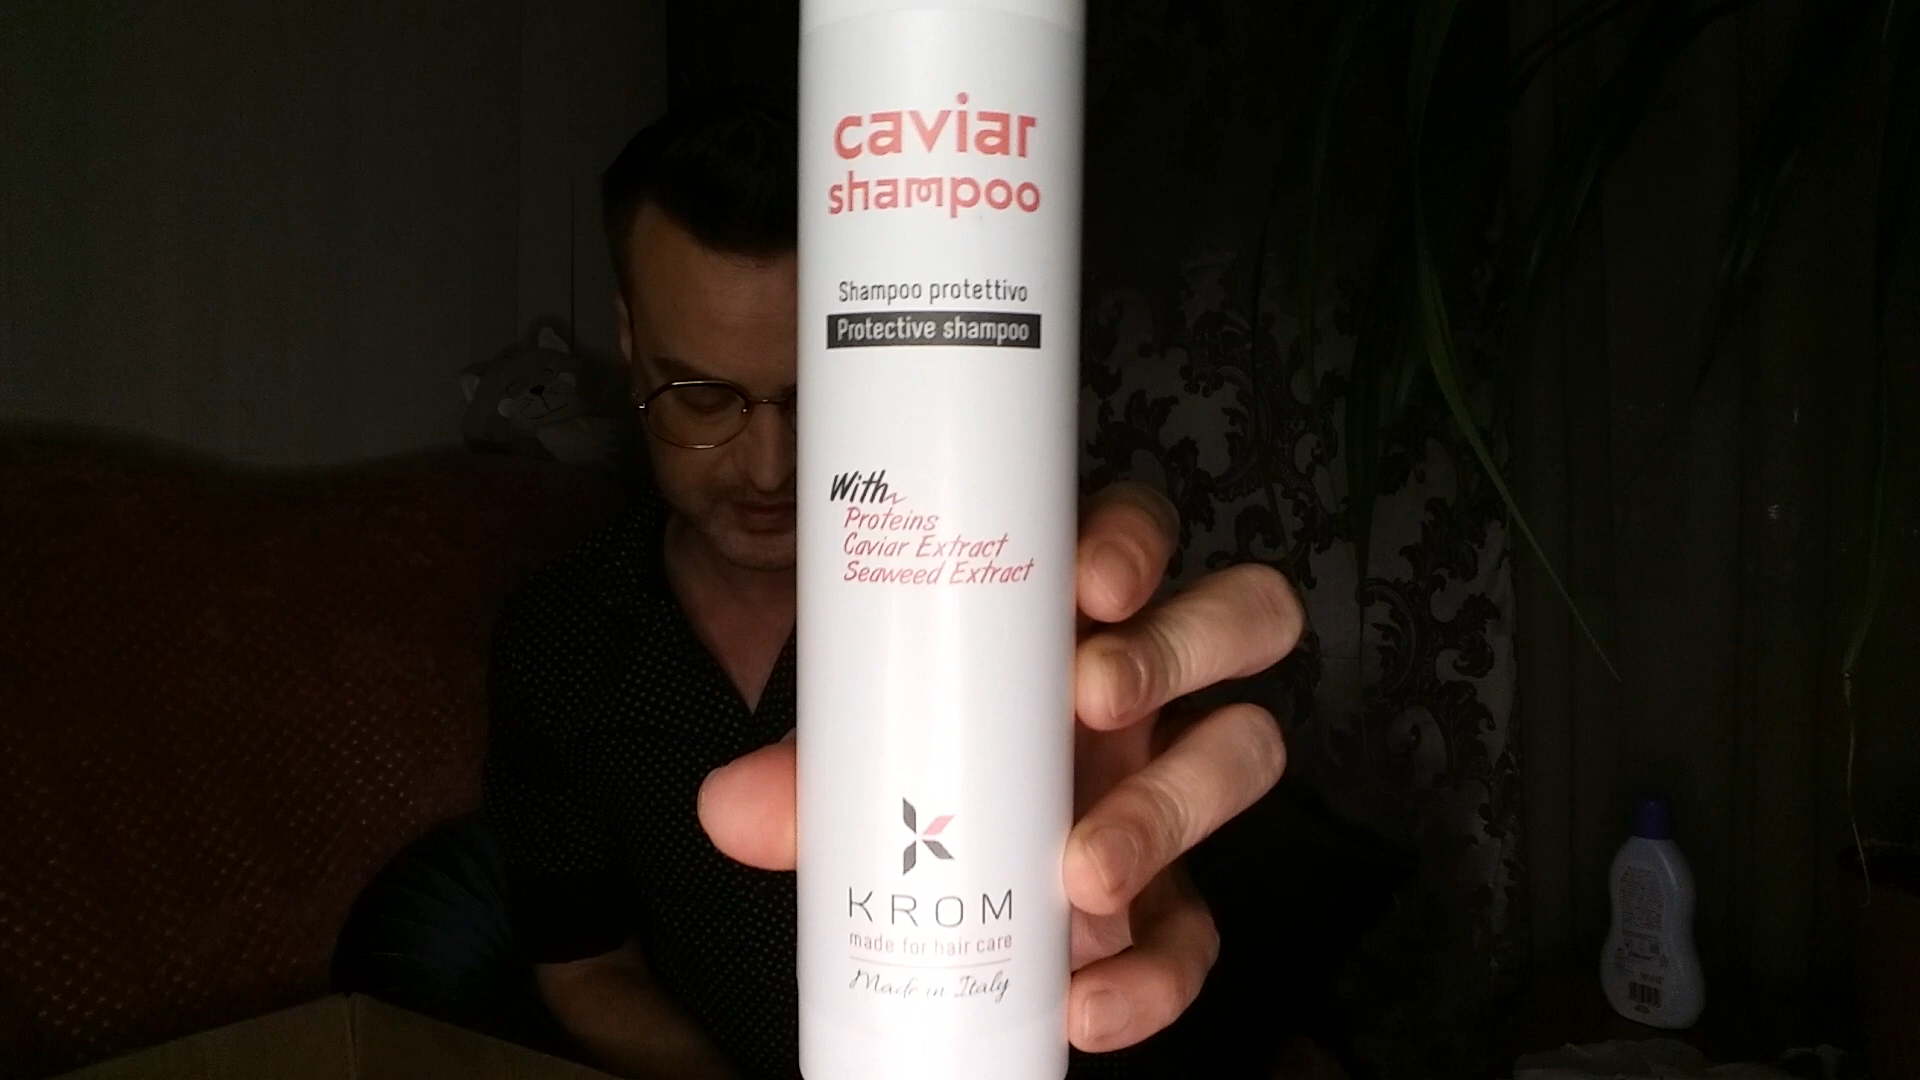 caviar
shampoo
Shampoo protettivo
Protective shampoo
With
Proteins
Caviar Extract
Seaweed Extract
KROM
made for hair care
Made in Italy